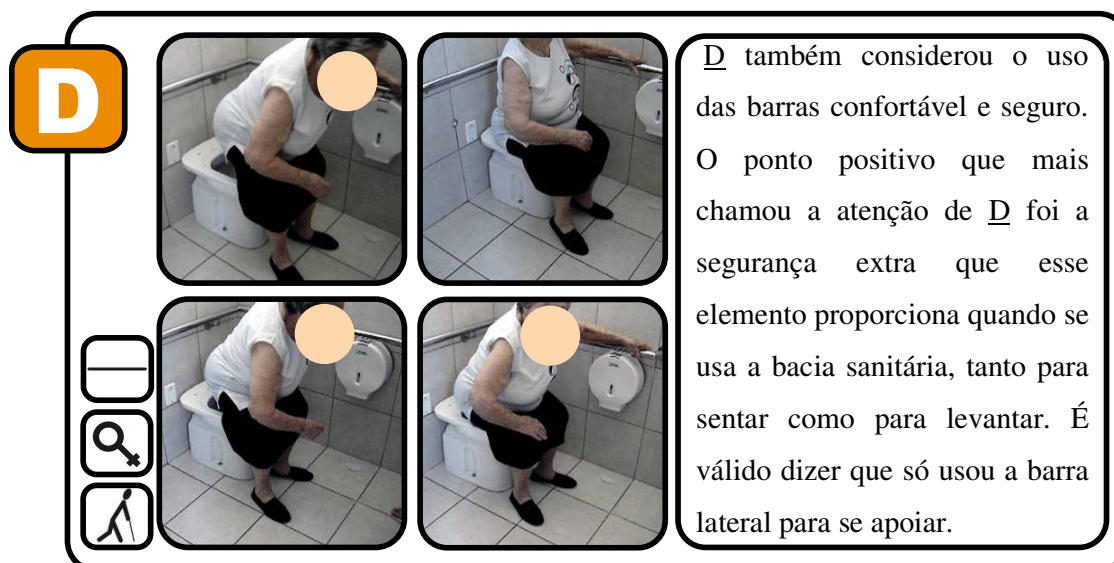 D
D também considerou o uso
das barras confortável e seguro.
O ponto positivo que mais
chamou a atenção de D foi a
segurança extra que esse
elemento proporciona quando se
usa a bacia sanitária, tanto para
sentar como para levantar. É
válido dizer que só usou a barra
lateral para se apoiar.